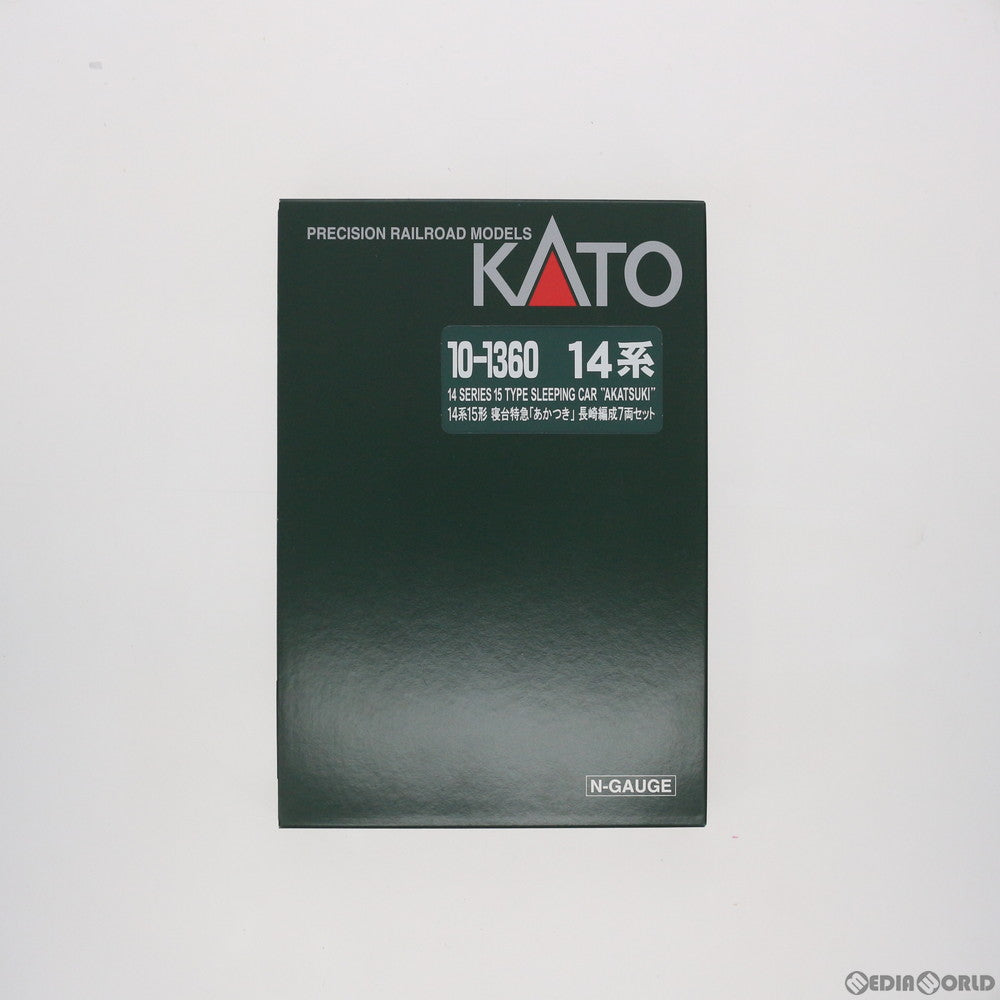 PRECISION RAILROAD MODELS
KATO
10-1360 14系
14 SERIES 15 TYPE SLEEPING CAR "AKATSUKI"
14系15形 寝台特急「あかつき」長崎編成7両セット
N-GAUGE
MEDIAWORLD